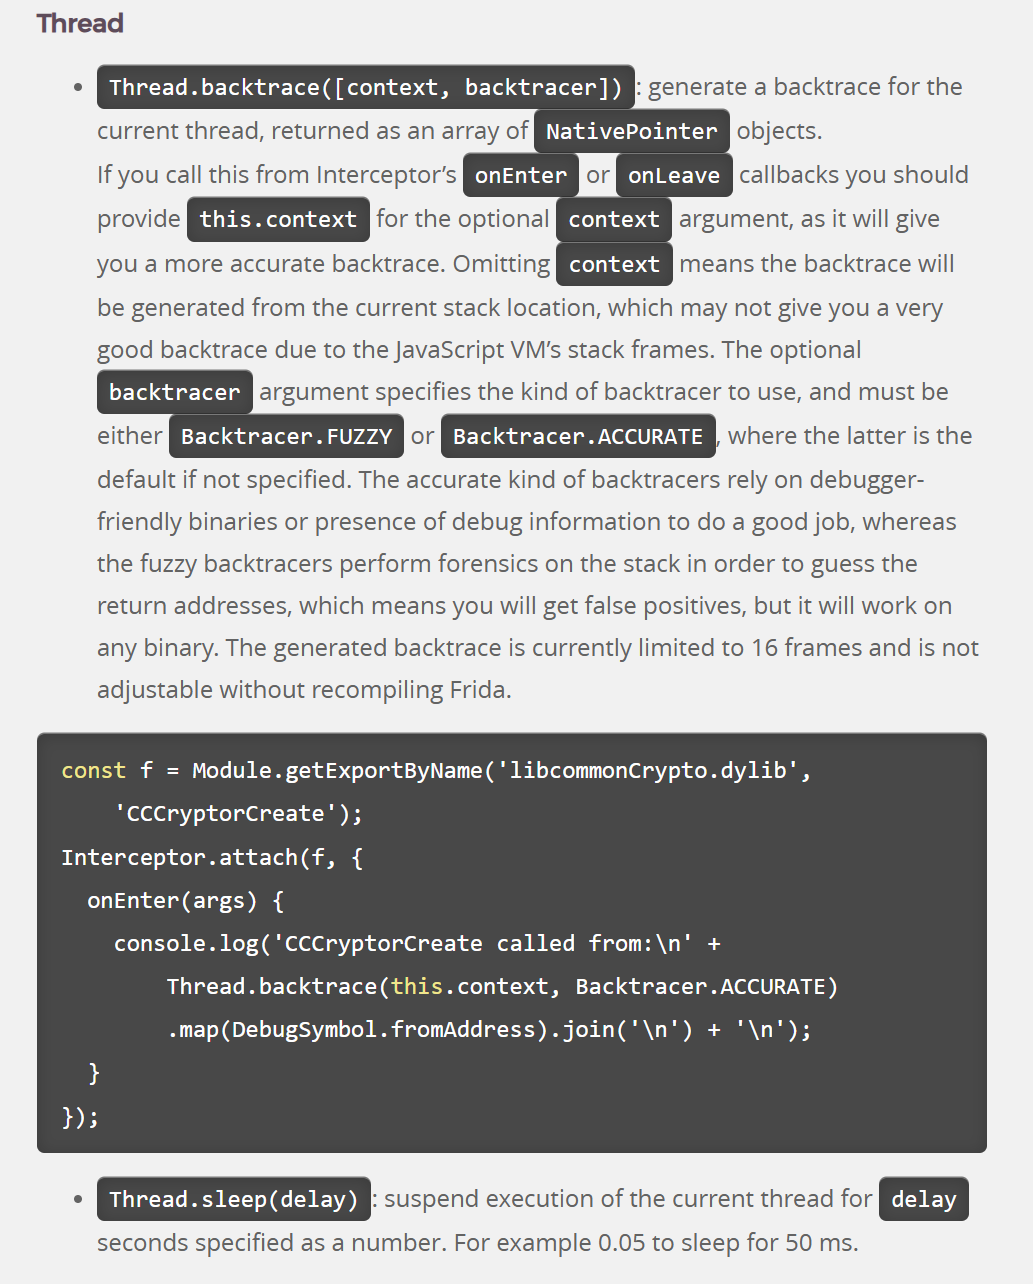 Thread
• Thread.backtrace([context, backtracer]): generate a backtrace for the
current thread, returned as an array of NativePointer objects.
If you call this from Interceptor’s onEnter or onLeave callbacks you should
provide this.context for the optional context argument, as it will give
you a more accurate backtrace. Omitting context means the backtrace will
be generated from the current stack location, which may not give you a very
good backtrace due to the JavaScript VM’s stack frames. The optional
backtracer argument specifies the kind of backtracer to use, and must be
either Backtracer.FUZZY or Backtracer.ACCURATE, where the latter is the
default if not specified. The accurate kind of backtracers rely on debugger-
friendly binaries or presence of debug information to do a good job, whereas
the fuzzy backtracers perform forensics on the stack in order to guess the
return addresses, which means you will get false positives, but it will work on
any binary. The generated backtrace is currently limited to 16 frames and is not
adjustable without recompiling Frida.
const f = Module.getExportByName('libcommonCrypto.dylib',
    'CCCryptorCreate');
Interceptor.attach(f, {
  onEnter(args) {
    console.log('CCCryptorCreate called from:\n' +
        Thread.backtrace(this.context, Backtracer.ACCURATE)
        .map(DebugSymbol.fromAddress).join('\n') + '\n');
  }
});
• Thread.sleep(delay): suspend execution of the current thread for delay
seconds specified as a number. For example 0.05 to sleep for 50 ms.